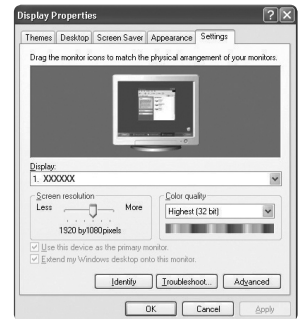 Display Properties
Themes Desktop Screen Saver Appearance Settings
Drag the monitor icons to match the physical arrangement of your monitors.
Display:
1. XXXXXX
Screen resolution
Less More
1920 by1080pixels
Color quality
Highest (32 bit)
Use this device as the primary monitor.
Extend my Windows desktop onto this monitor.
Identify Troubleshoot... Advanced
OK Cancel Apply